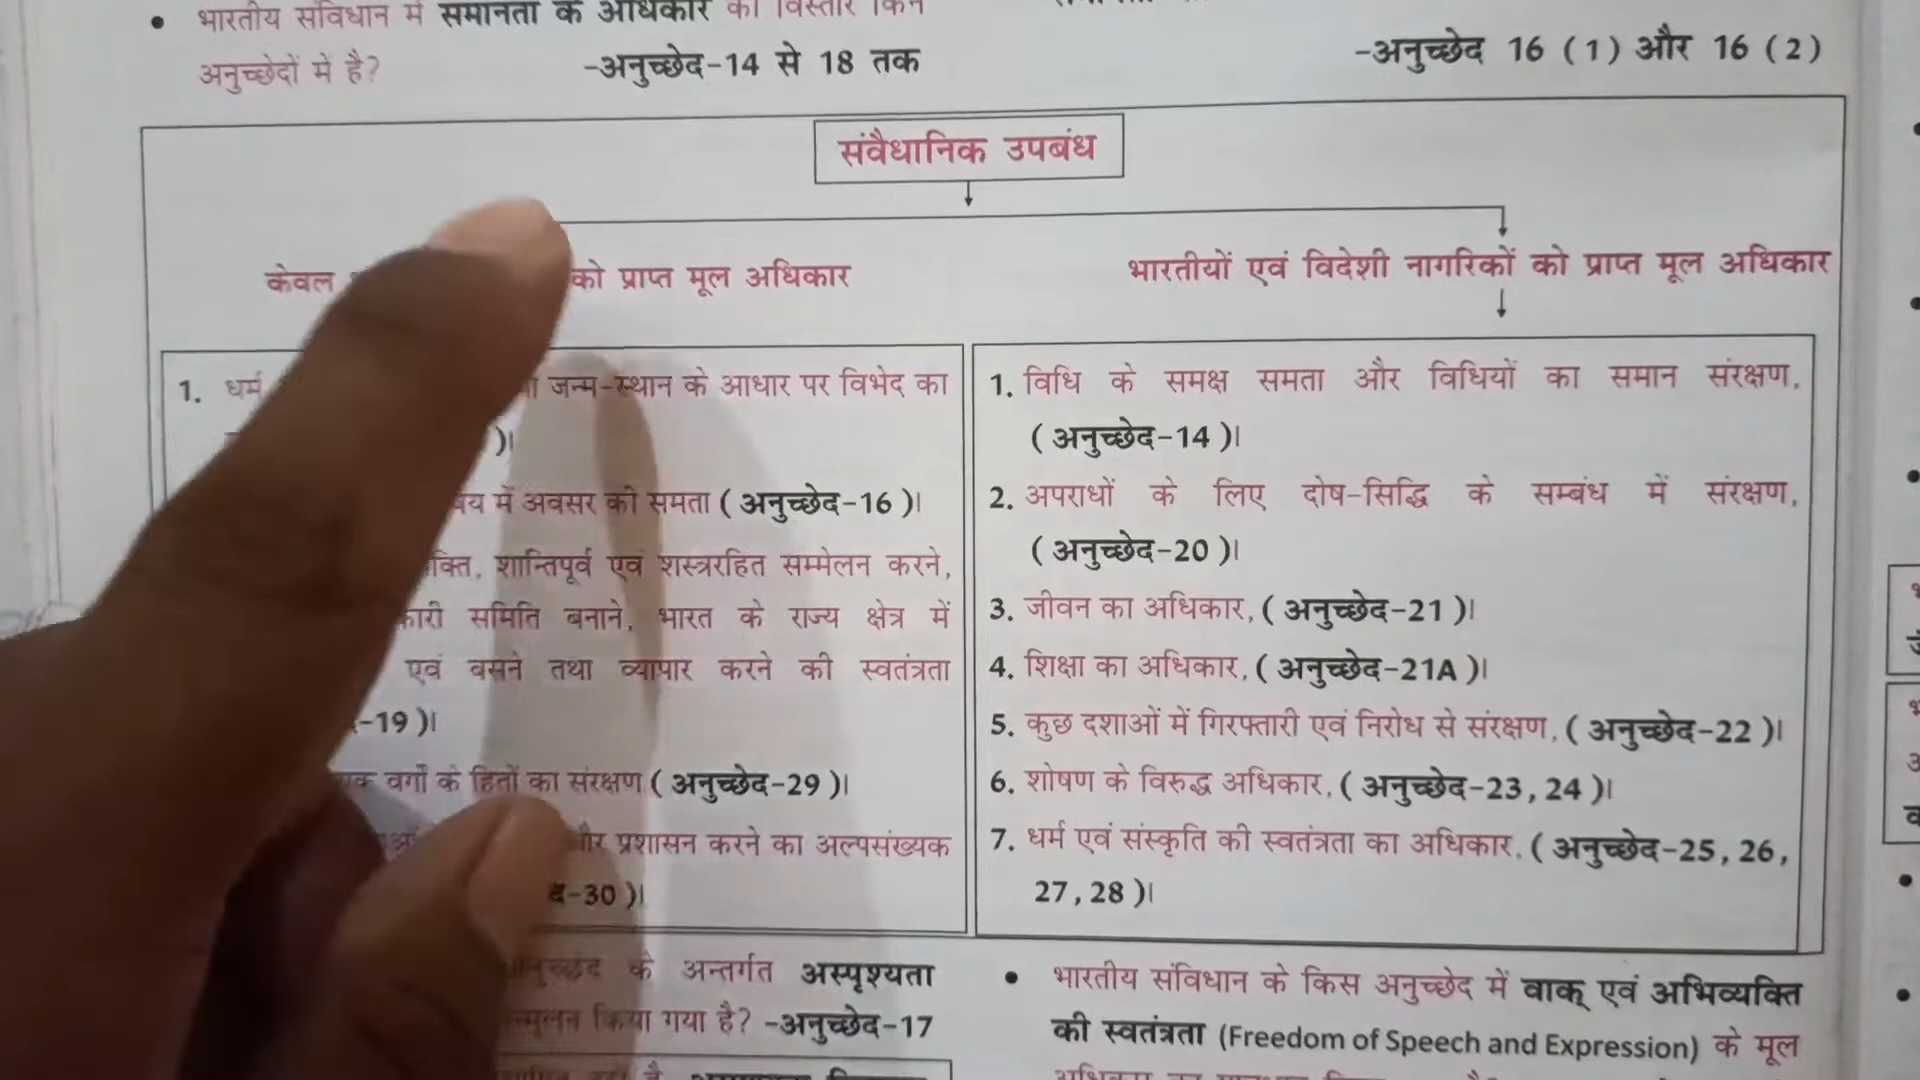 भारतीय संविधान में समानता के अधिकार का विस्तार किन
अनुच्छेदों में है? -अनुच्छेद-14 से 18 तक
-अनुच्छेद 16 (1) और 16 (2)
संवैधानिक उपबंध
केवल को प्राप्त मूल अधिकार
1. धर्म जन्म-स्थान के आधार पर विभेद का
)।
में अवसर की समता (अनुच्छेद-16)।
शान्तिपूर्व एवं शस्त्ररहित सम्मेलन करने,
समिति बनाने, भारत के राज्य क्षेत्र में
एवं बसने तथा व्यापार करने की स्वतंत्रता
-19)।
वर्गों के हितों का संरक्षण (अनुच्छेद-29)।
और प्रशासन करने का अल्पसंख्यक
-30)।
भारतीयों एवं विदेशी नागरिकों को प्राप्त मूल अधिकार
1. विधि के समक्ष समता और विधियों का समान संरक्षण,
(अनुच्छेद-14)।
2. अपराधों के लिए दोष-सिद्धि के सम्बंध में संरक्षण,
(अनुच्छेद-20)।
3. जीवन का अधिकार, (अनुच्छेद-21)।
4. शिक्षा का अधिकार, (अनुच्छेद-21A)।
5. कुछ दशाओं में गिरफ्तारी एवं निरोध से संरक्षण, (अनुच्छेद-22)।
6. शोषण के विरुद्ध अधिकार, (अनुच्छेद-23, 24)।
7. धर्म एवं संस्कृति की स्वतंत्रता का अधिकार, (अनुच्छेद-25, 26,
27, 28)।
के अन्तर्गत अस्पृश्यता
किया गया है? -अनुच्छेद-17
भारतीय संविधान के किस अनुच्छेद में वाक् एवं अभिव्यक्ति
की स्वतंत्रता (Freedom of Speech and Expression) के मूल